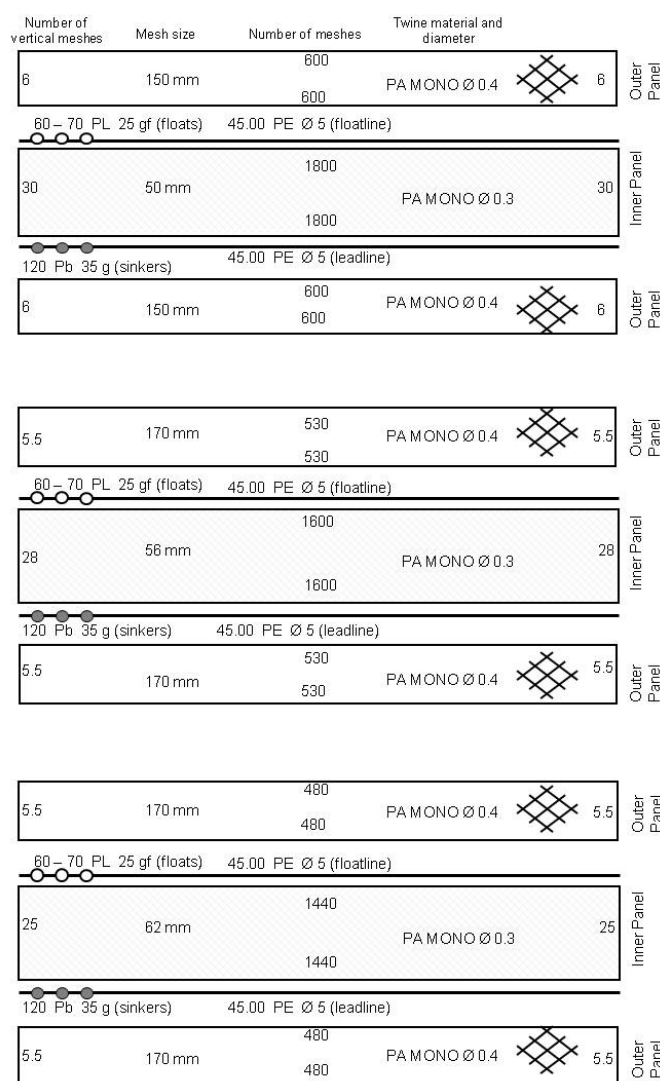 Number of vertical meshes
Mesh size
Number of meshes
Twine material and diameter
6
150 mm
600
600
PA MONO Ø 0.4
6
Outer Panel
60 – 70 PL 25 gf (floats)
45.00 PE Ø 5 (floatline)
30
50 mm
1800
1800
PA MONO Ø 0.3
30
Inner Panel
120 Pb 35 g (sinkers)
45.00 PE Ø 5 (leadline)
6
150 mm
600
600
PA MONO Ø 0.4
6
Outer Panel
5.5
170 mm
530
530
PA MONO Ø 0.4
5.5
Outer Panel
60 – 70 PL 25 gf (floats)
45.00 PE Ø 5 (floatline)
28
56 mm
1600
1600
PA MONO Ø 0.3
28
Inner Panel
120 Pb 35 g (sinkers)
45.00 PE Ø 5 (leadline)
5.5
170 mm
530
530
PA MONO Ø 0.4
5.5
Outer Panel
5.5
170 mm
480
480
PA MONO Ø 0.4
5.5
Outer Panel
60 – 70 PL 25 gf (floats)
45.00 PE Ø 5 (floatline)
25
62 mm
1440
1440
PA MONO Ø 0.3
25
Inner Panel
120 Pb 35 g (sinkers)
45.00 PE Ø 5 (leadline)
5.5
170 mm
480
480
PA MONO Ø 0.4
5.5
Outer Panel